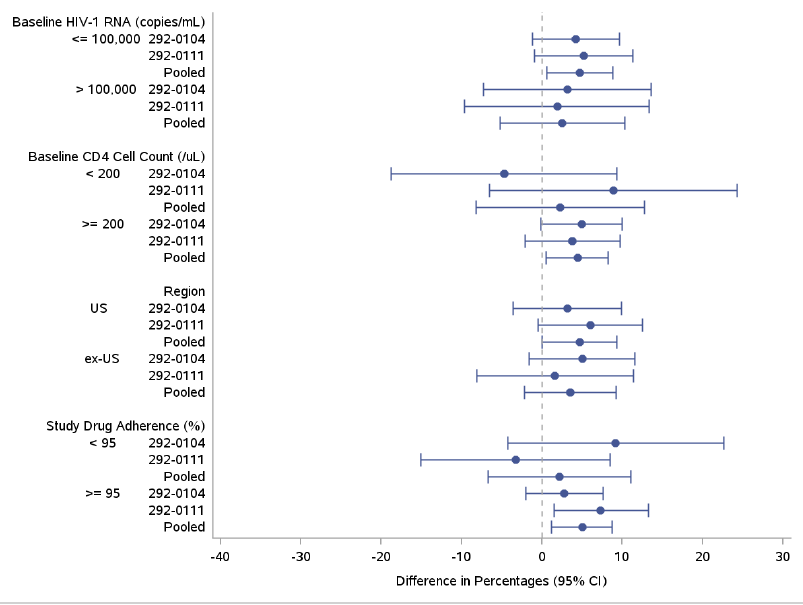 Baseline HIV-1 RNA (copies/mL)
<= 100,000 292-0104
292-0111
Pooled
> 100,000 292-0104
292-0111
Pooled
Baseline CD4 Cell Count (/uL)
< 200 292-0104
292-0111
Pooled
>= 200 292-0104
292-0111
Pooled
Region
US 292-0104
292-0111
Pooled
ex-US 292-0104
292-0111
Pooled
Study Drug Adherence (%)
< 95 292-0104
292-0111
Pooled
>= 95 292-0104
292-0111
Pooled
-40 -30 -20 -10 0 10 20 30
Difference in Percentages (95% CI)